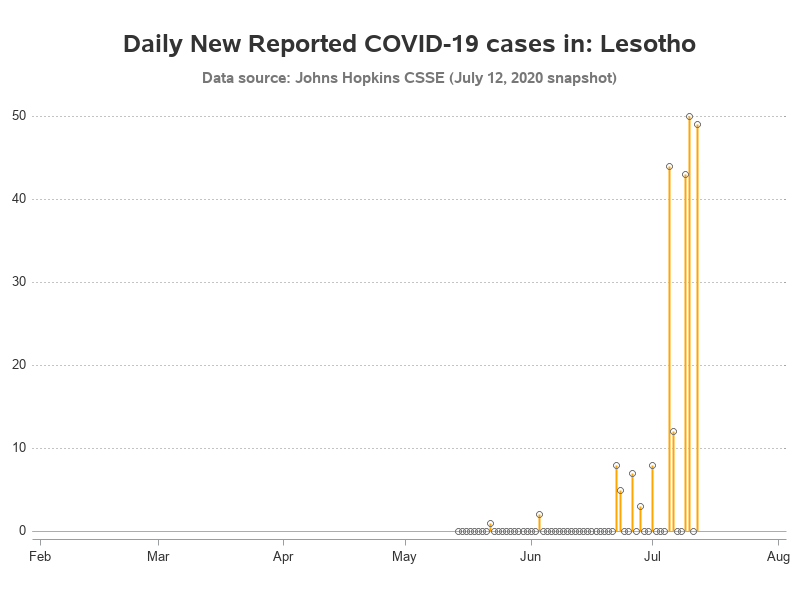 Daily New Reported COVID-19 cases in: Lesotho
Data source: Johns Hopkins CSSE (July 12, 2020 snapshot)
50
40
30
20
10
0
Feb Mar Apr May Jun Jul Aug